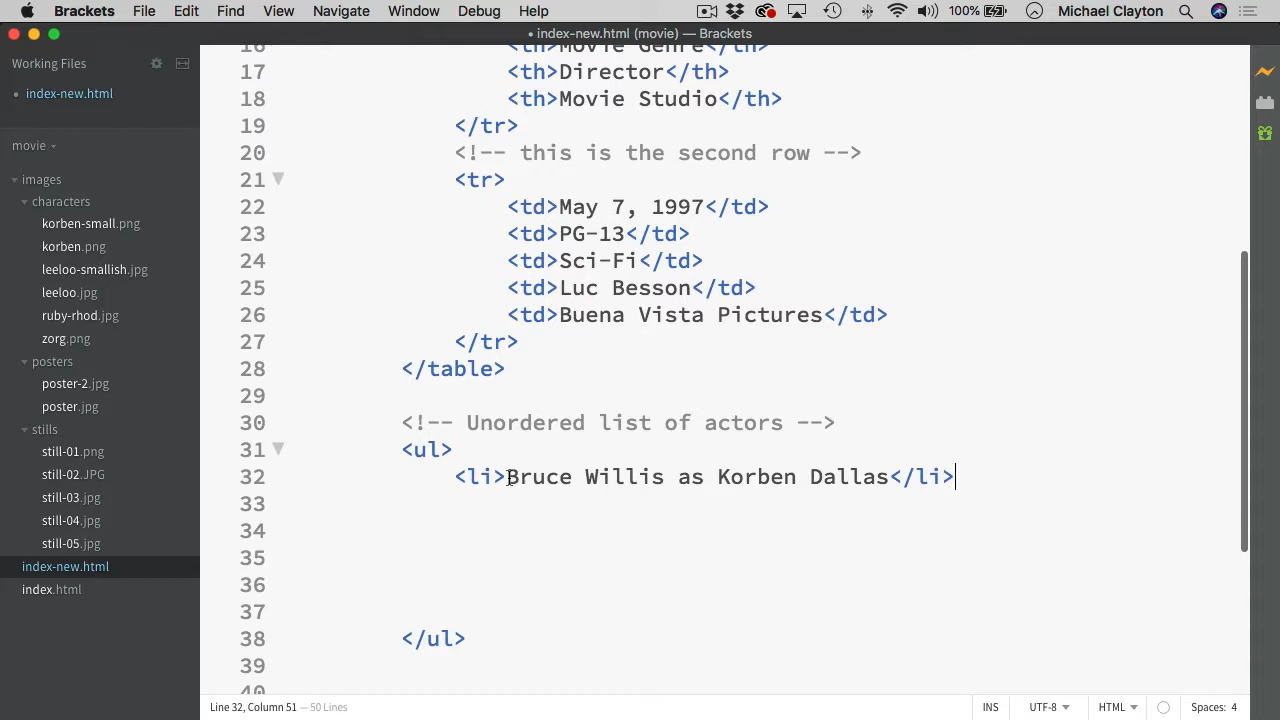 Brackets File Edit Find View Navigate Window Debug Help 100% Michael Clayton
• index-new.html (movie) — Brackets
Working Files
• index-new.html
movie
images
characters
korben-small.png
korben.png
leeloo-smallish.jpg
leeloo.jpg
ruby-rhod.jpg
zorg.png
posters
poster-2.jpg
poster.jpg
stills
still-01.png
still-02.JPG
still-03.jpg
still-04.jpg
still-05.jpg
index-new.html
index.html
16 <th>Movie Genre</th>
17 <th>Director</th>
18 <th>Movie Studio</th>
19 </tr>
20 <!-- this is the second row -->
21 <tr>
22 <td>May 7, 1997</td>
23 <td>PG-13</td>
24 <td>Sci-Fi</td>
25 <td>Luc Besson</td>
26 <td>Buena Vista Pictures</td>
27 </tr>
28 </table>
29
30 <!-- Unordered list of actors -->
31 <ul>
32 <li>Bruce Willis as Korben Dallas</li>
33
34
35
36
37
38 </ul>
39
40
Line 32, Column 51 — 50 Lines INS UTF-8 HTML Spaces: 4